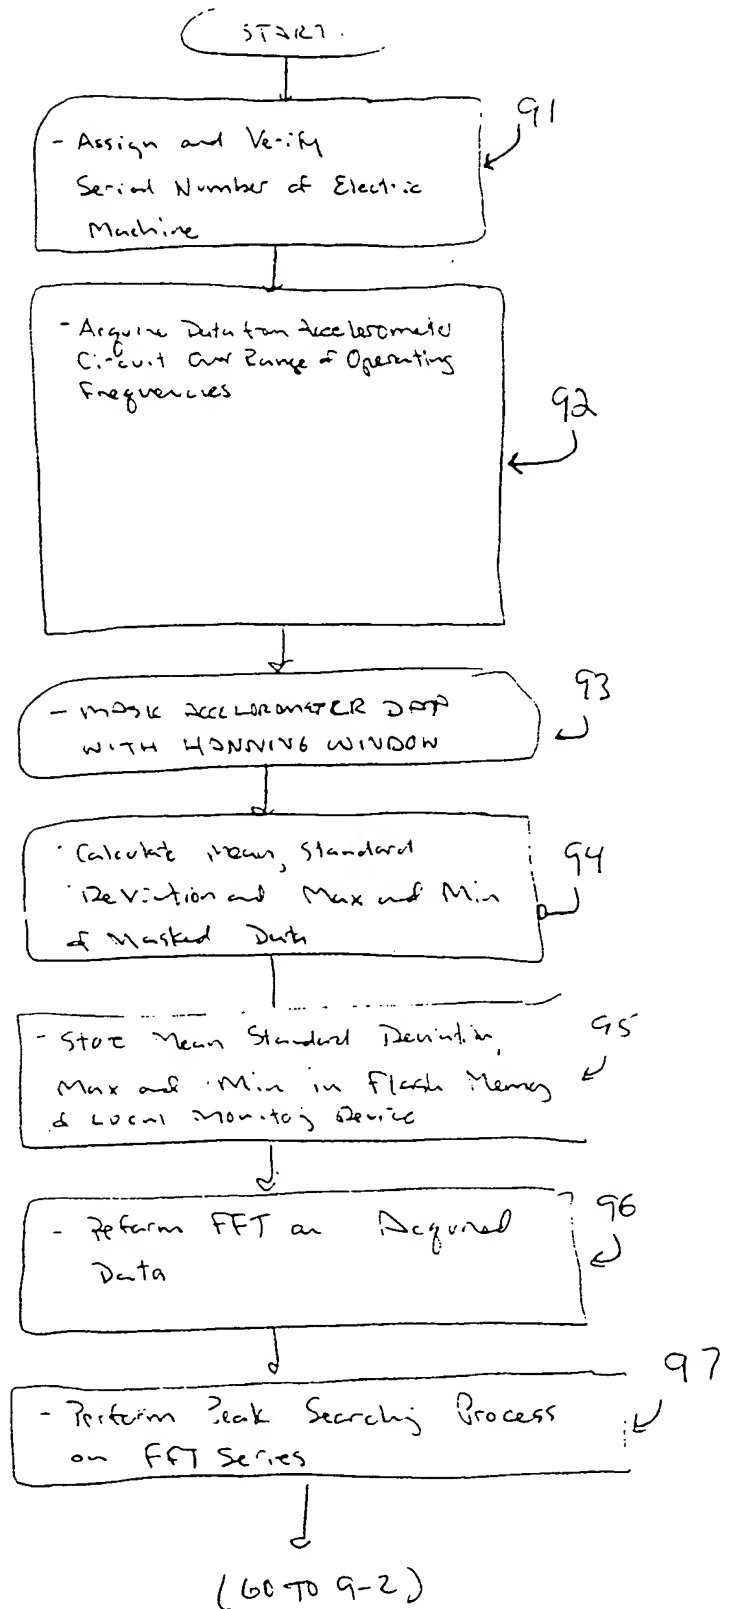 START.
91
- Assign and Verify
Serial Number of Electric
Machine
- Acquire Data from Accelerometer
Circuit Over Range of Operating
Frequencies
92
93
- MASK ACCELOROMETER DATA
WITH HANNING WINDOW
· Calculate Mean, Standard
Deviation and Max and Min
of Masked Data
94
- Store Mean Standard Deviation,
Max and Min in Flash Memory
of Local Monitoring Device
95
- Perform FFT on Acquired
Data
96
97
- Perform Peak Searching Process
on FFT Series
(GO TO 9-2)